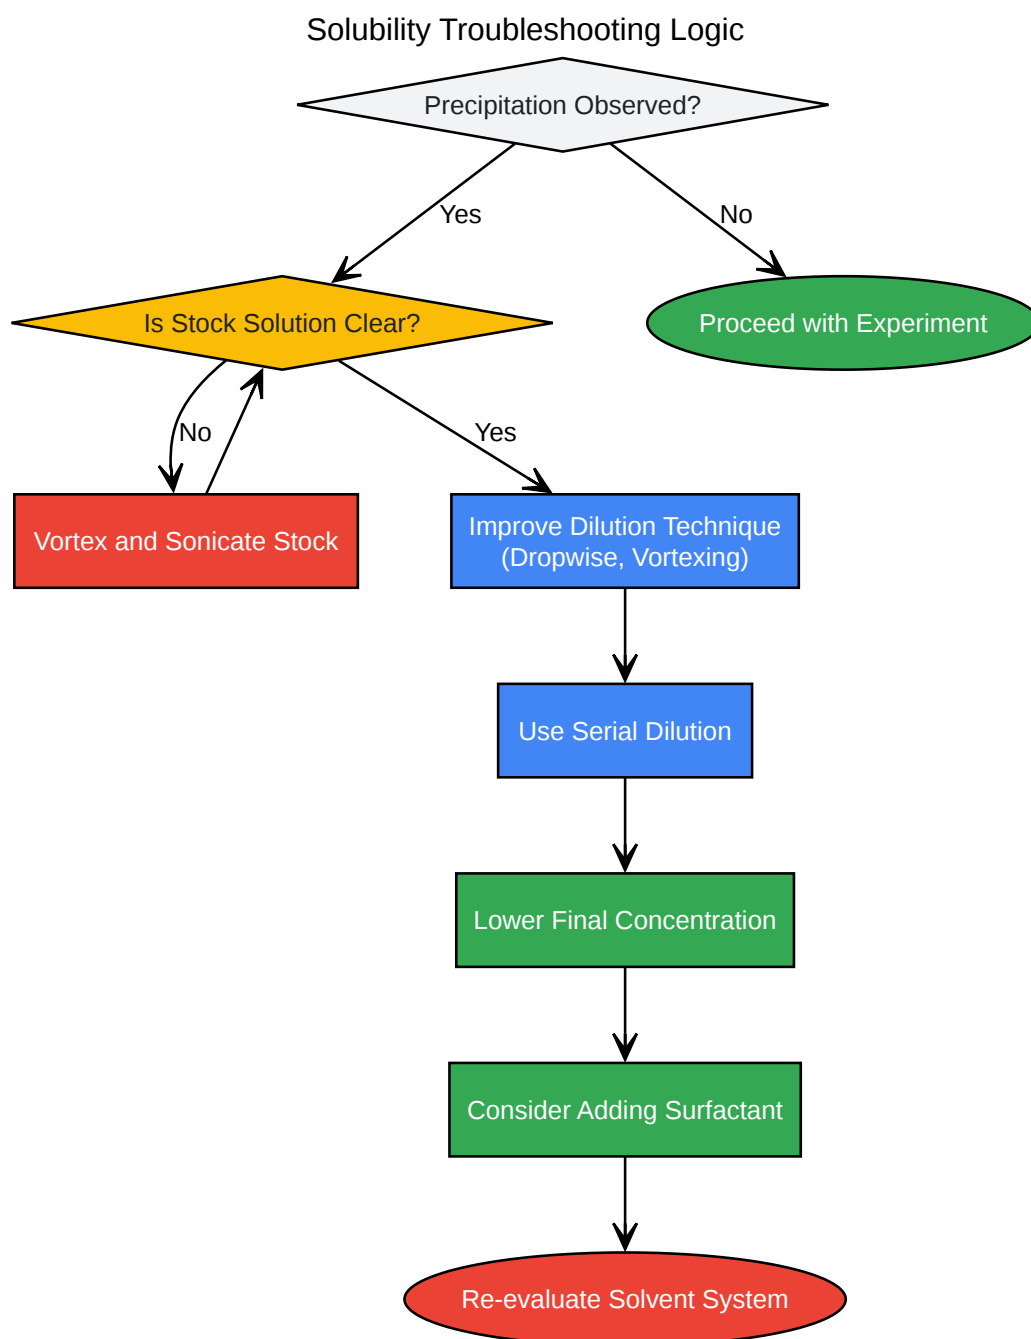 Solubility Troubleshooting Logic
Precipitation Observed?
Yes
No
Is Stock Solution Clear?
Proceed with Experiment
No
Yes
Vortex and Sonicate Stock
Improve Dilution Technique
(Dropwise, Vortexing)
Use Serial Dilution
Lower Final Concentration
Consider Adding Surfactant
Re-evaluate Solvent System